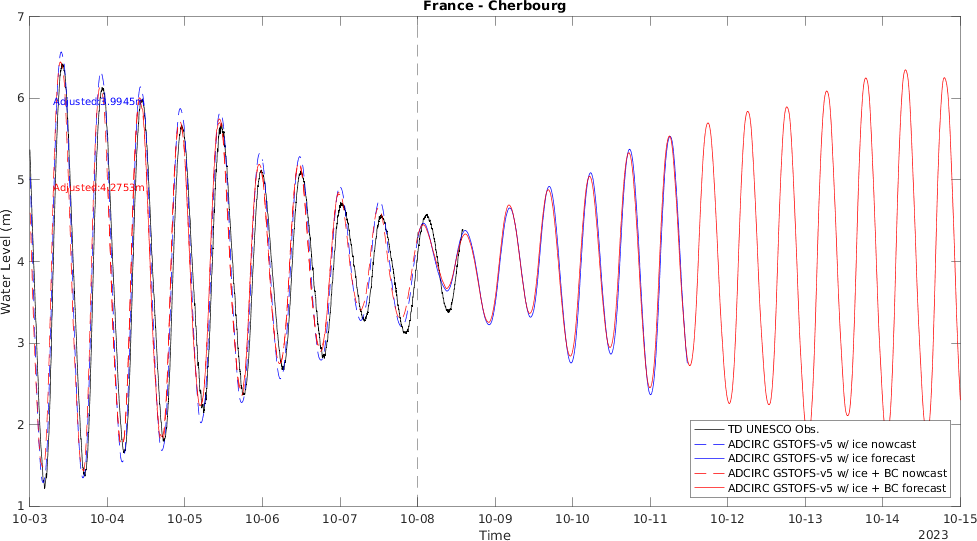 France - Cherbourg
Water Level (m)
7
6
5
4
3
2
1
Adjusted:3.9945m
Adjusted:4.2753m
TD UNESCO Obs.
ADCIRC GSTOFS-v5 w/ ice nowcast
ADCIRC GSTOFS-v5 w/ ice forecast
ADCIRC GSTOFS-v5 w/ ice + BC nowcast
ADCIRC GSTOFS-v5 w/ ice + BC forecast
10-03 10-04 10-05 10-06 10-07 10-08 10-09 10-10 10-11 10-12 10-13 10-14 10-15
Time
2023